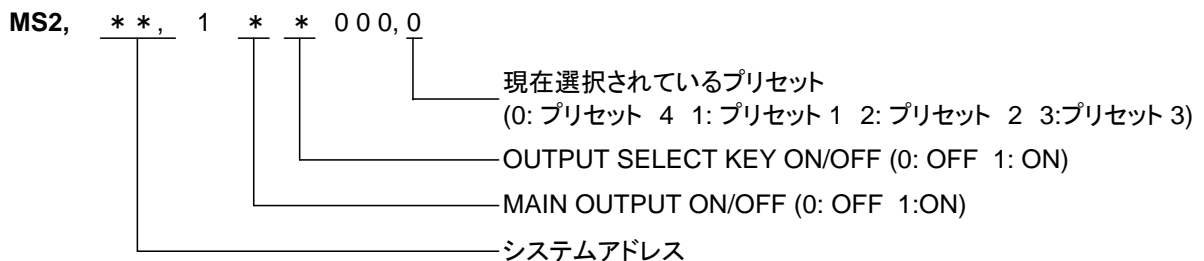 MS2, ＊＊, 1 ＊ ＊ 0 0 0, 0
現在選択されているプリセット
(0: プリセット 4 1: プリセット 1 2: プリセット 2 3:プリセット 3)
OUTPUT SELECT KEY ON/OFF (0: OFF 1: ON)
MAIN OUTPUT ON/OFF (0: OFF 1:ON)
システムアドレス